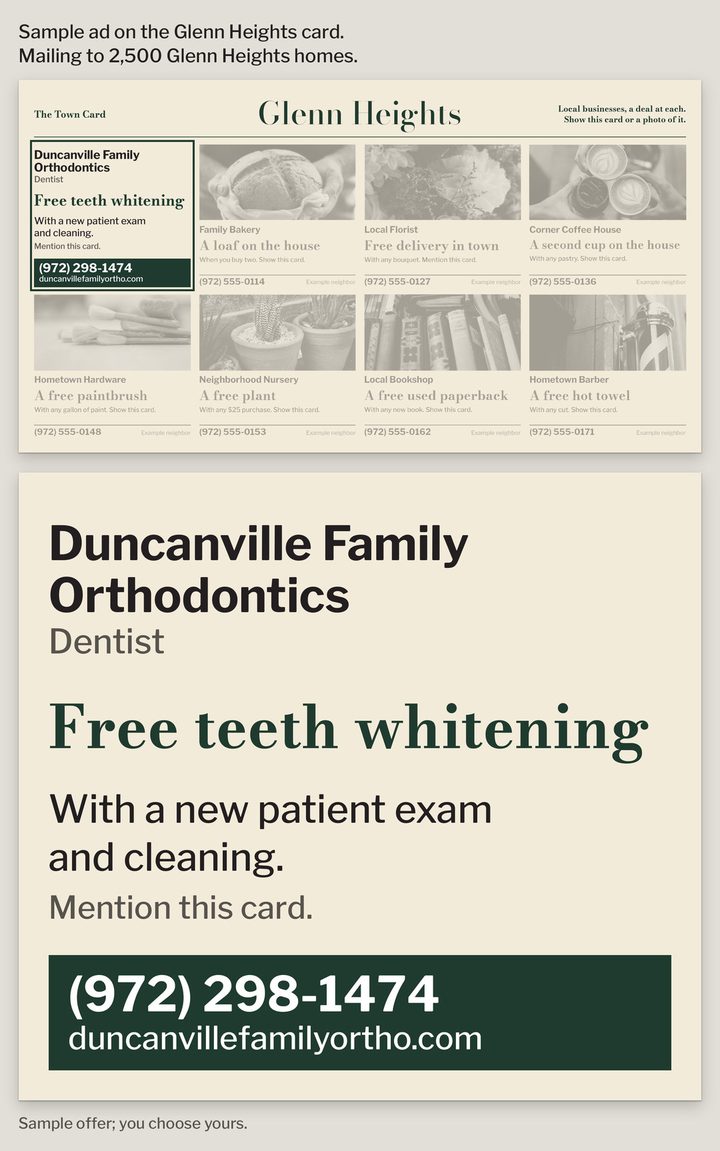 Sample ad on the Glenn Heights card.
Mailing to 2,500 Glenn Heights homes.
The Town Card
Glenn Heights
Local businesses, a deal at each.
Show this card or a photo of it.
Duncanville Family
Orthodontics
Dentist
Free teeth whitening
With a new patient exam
and cleaning.
Mention this card.
(972) 298-1474
duncanvillefamilyortho.com
Family Bakery
A loaf on the house
When you buy two. Show this card.
(972) 555-0114
Example neighbor
Local Florist
Free delivery in town
With any bouquet. Mention this card.
(972) 555-0127
Example neighbor
Corner Coffee House
A second cup on the house
With any pastry. Show this card.
(972) 555-0136
Example neighbor
Hometown Hardware
A free paintbrush
With any gallon of paint. Show this card.
(972) 555-0148
Example neighbor
Neighborhood Nursery
A free plant
With any $25 purchase. Show this card.
(972) 555-0153
Example neighbor
Local Bookshop
A free used paperback
With any new book. Show this card.
(972) 555-0162
Example neighbor
Hometown Barber
A free hot towel
With any cut. Show this card.
(972) 555-0171
Example neighbor
Duncanville Family
Orthodontics
Dentist
Free teeth whitening
With a new patient exam
and cleaning.
Mention this card.
(972) 298-1474
duncanvillefamilyortho.com
Sample offer; you choose yours.